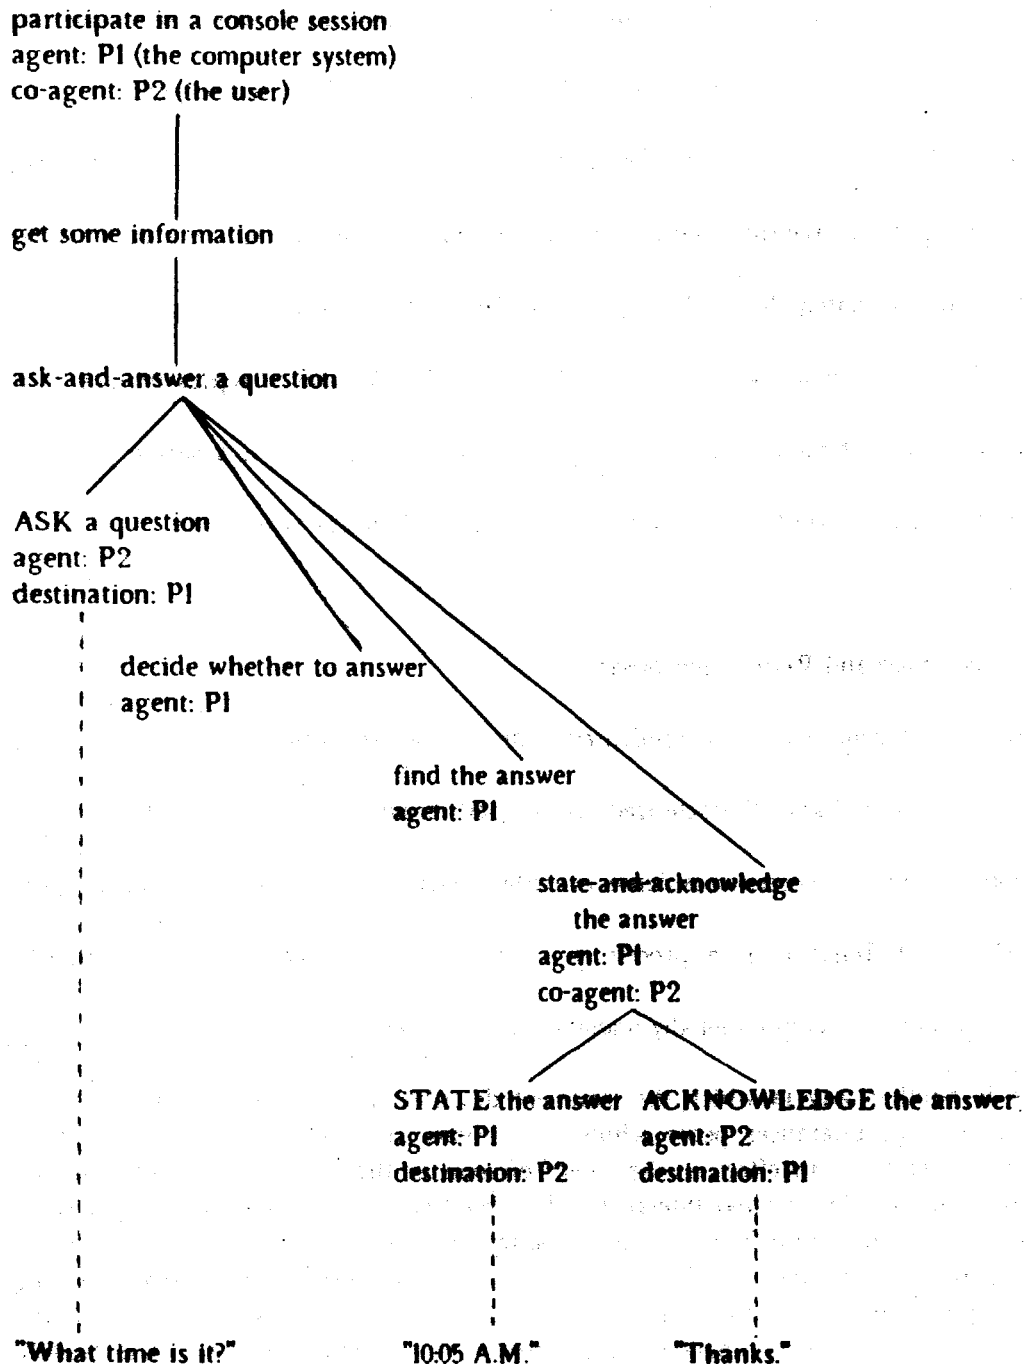 participate in a console session
agent: P1 (the computer system)
co-agent: P2 (the user)
get some information
ask-and-answer a question
ASK a question
agent: P2
destination: P1
decide whether to answer
agent: P1
find the answer
agent: P1
state-and-acknowledge
the answer
agent: P1
co-agent: P2
STATE the answer
agent: P1
destination: P2
ACKNOWLEDGE the answer
agent: P2
destination: P1
"What time is it?"
"10:05 A.M."
"Thanks."